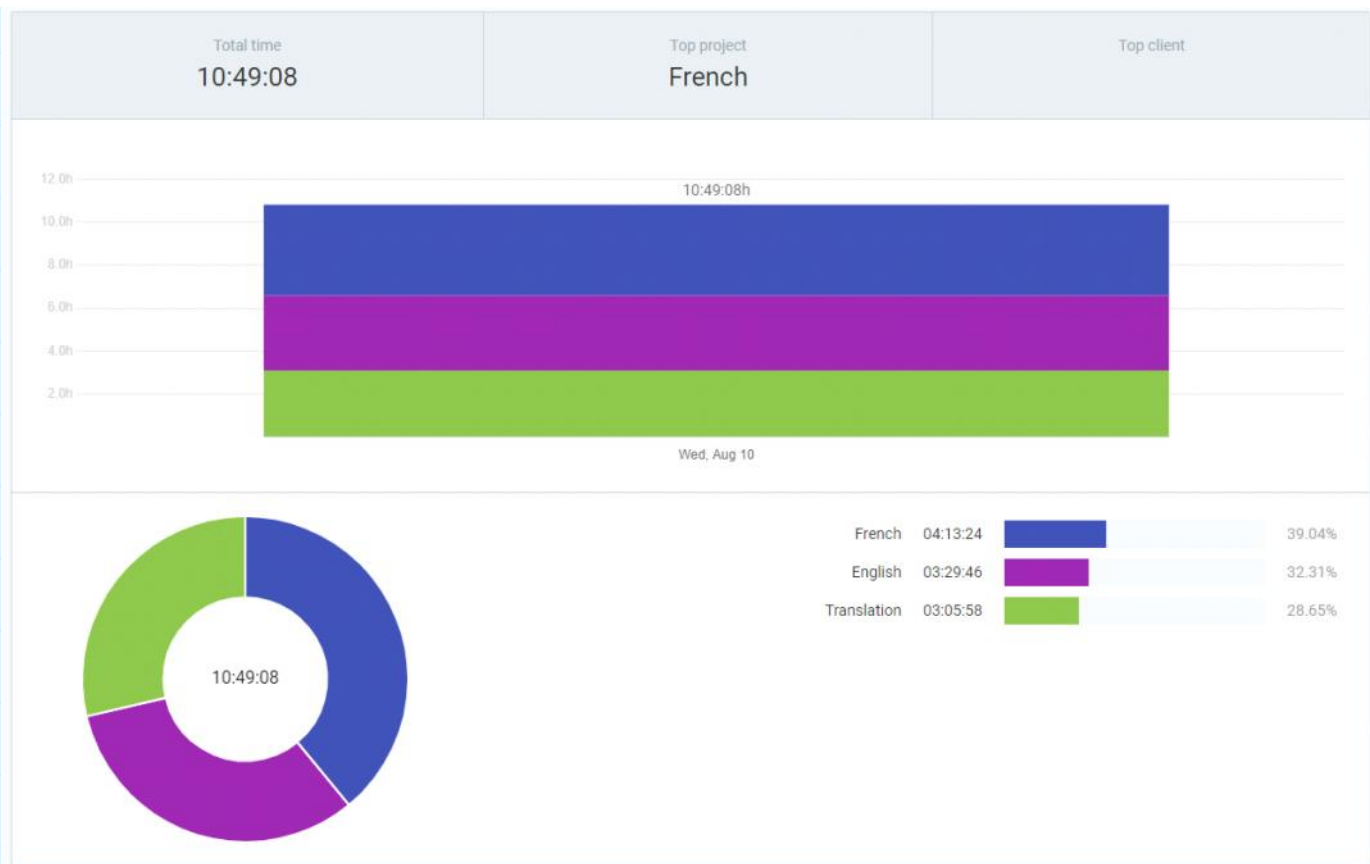 Total time
10:49:08
Top project
French
Top client
12.0h
10:49:08h
10.0h
8.0h
6.0h
4.0h
2.0h
Wed, Aug 10
French 04:13:24 39.04%
English 03:29:46 32.31%
Translation 03:05:58 28.65%
10:49:08